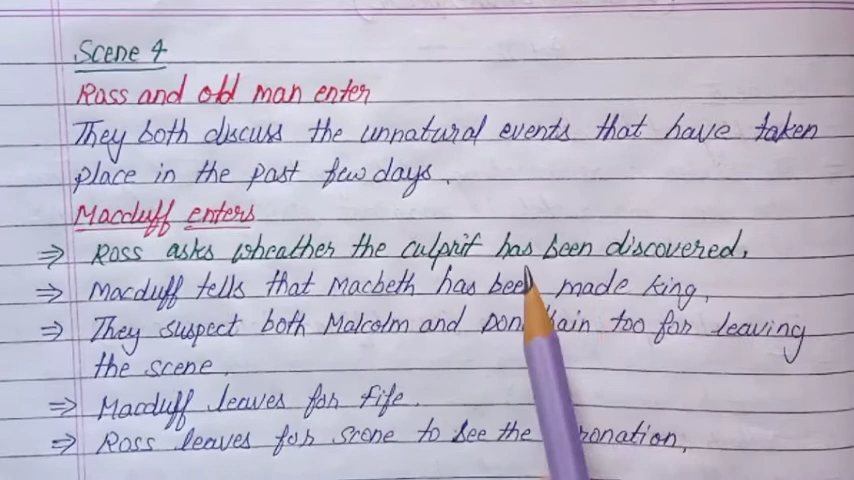 Scene 4
Ross and old man enter
They both discuss the unnatural events that have taken
place in the past few days.
Macduff enters
⇒ Ross asks wheather the culprit has been discovered.
⇒ Macduff tells that Macbeth has been made king.
⇒ They suspect both Malcolm and too for leaving
the scene.
⇒ Macduff leaves for fife.
⇒ Ross leaves for scone to see the